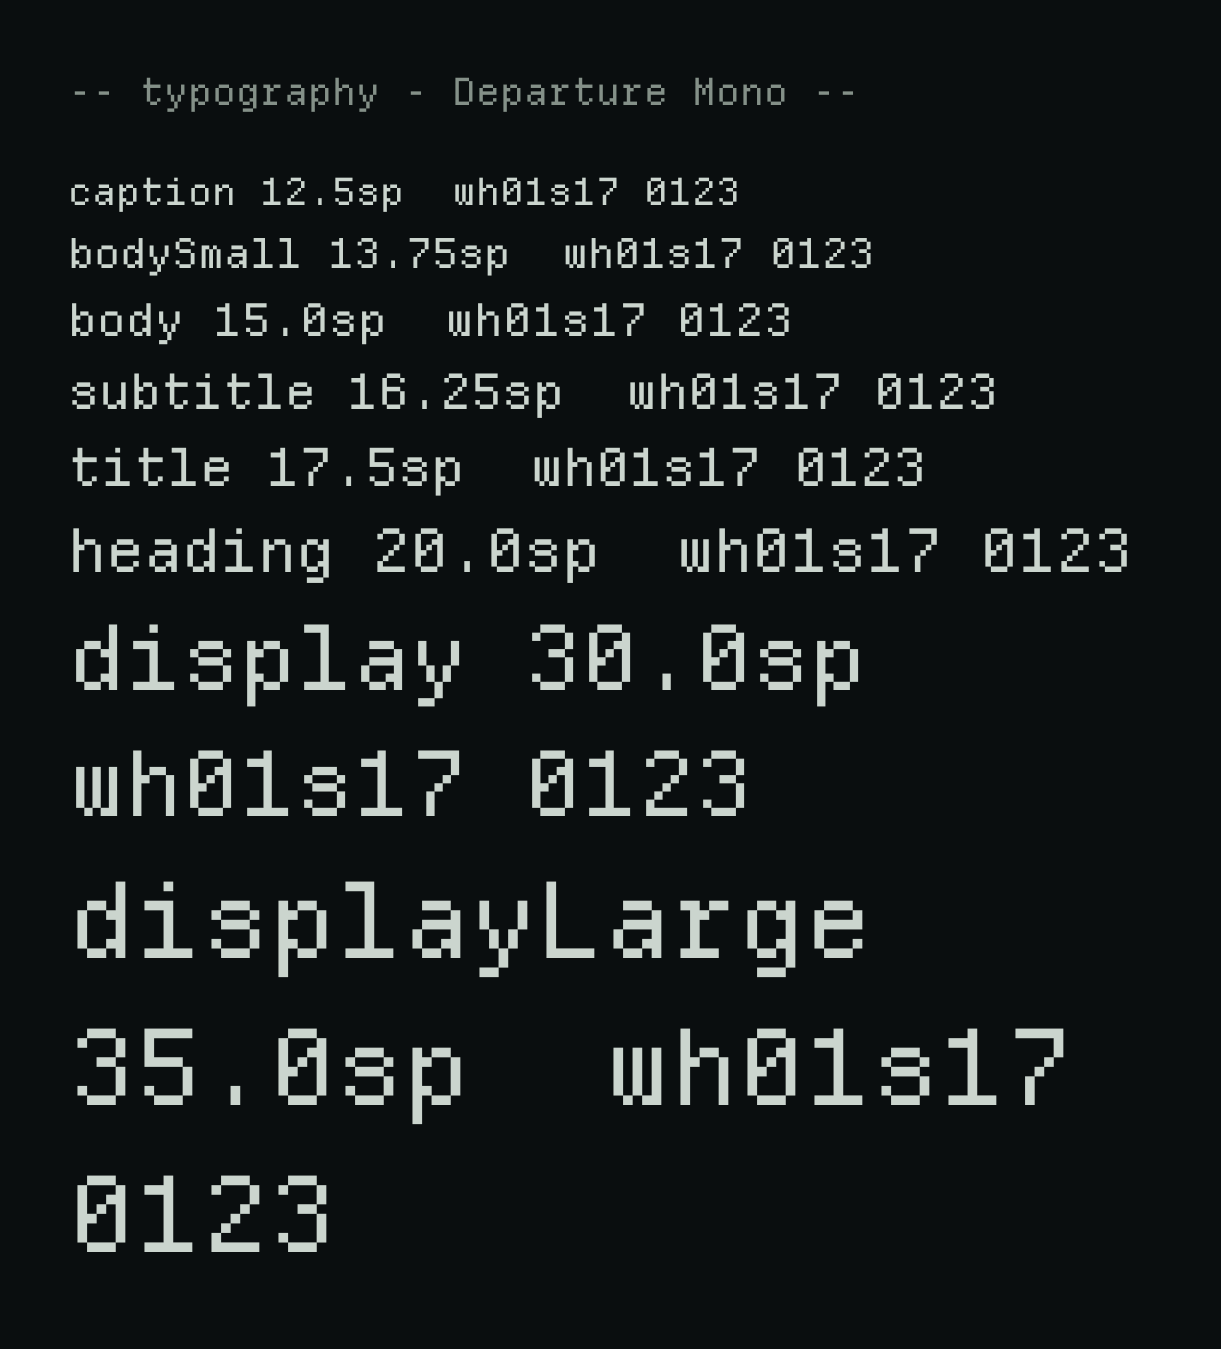 -- typography - Departure Mono --
caption 12.5sp  wh01s17 0123
bodySmall 13.75sp  wh01s17 0123
body 15.0sp  wh01s17 0123
subtitle 16.25sp  wh01s17 0123
title 17.5sp  wh01s17 0123
heading 20.0sp  wh01s17 0123
display 30.0sp
wh01s17 0123
displayLarge
35.0sp  wh01s17
0123